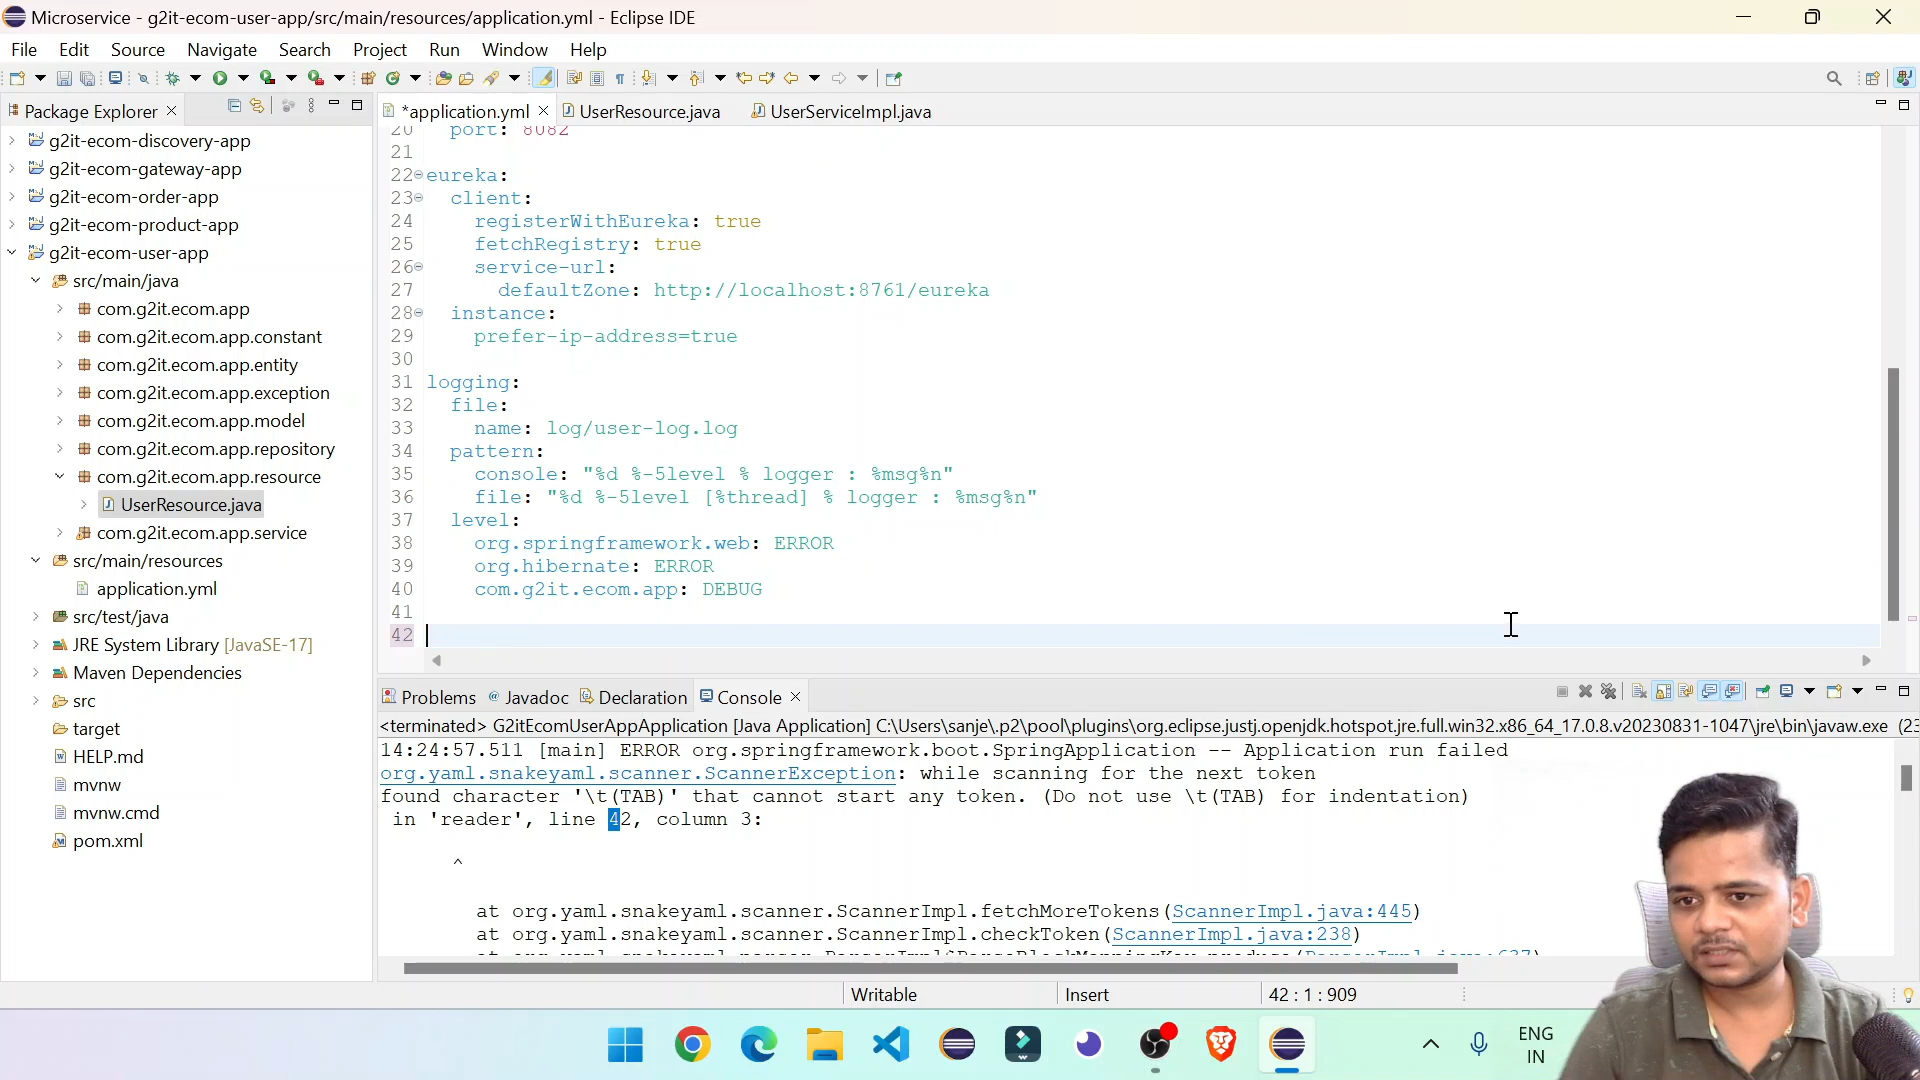 Microservice - g2it-ecom-user-app/src/main/resources/application.yml - Eclipse IDE
File Edit Source Navigate Search Project Run Window Help
Package Explorer
g2it-ecom-discovery-app
g2it-ecom-gateway-app
g2it-ecom-order-app
g2it-ecom-product-app
g2it-ecom-user-app
src/main/java
com.g2it.ecom.app
com.g2it.ecom.app.constant
com.g2it.ecom.app.entity
com.g2it.ecom.app.exception
com.g2it.ecom.app.model
com.g2it.ecom.app.repository
com.g2it.ecom.app.resource
UserResource.java
com.g2it.ecom.app.service
src/main/resources
application.yml
src/test/java
JRE System Library [JavaSE-17]
Maven Dependencies
src
target
HELP.md
mvnw
mvnw.cmd
pom.xml
*application.yml UserResource.java UserServiceImpl.java
20 port: 8082
21
22 eureka:
23 client:
24 registerWithEureka: true
25 fetchRegistry: true
26 service-url:
27 defaultZone: http://localhost:8761/eureka
28 instance:
29 prefer-ip-address=true
30
31 logging:
32 file:
33 name: log/user-log.log
34 pattern:
35 console: "%d %-5level % logger : %msg%n"
36 file: "%d %-5level [%thread] % logger : %msg%n"
37 level:
38 org.springframework.web: ERROR
39 org.hibernate: ERROR
40 com.g2it.ecom.app: DEBUG
41
42
Problems @ Javadoc Declaration Console
<terminated> G2itEcomUserAppApplication [Java Application] C:\Users\sanje\.p2\pool\plugins\org.eclipse.justj.openjdk.hotspot.jre.full.win32.x86_64_17.0.8.v20230831-1047\jre\bin\javaw.exe (23
14:24:57.511 [main] ERROR org.springframework.boot.SpringApplication -- Application run failed
org.yaml.snakeyaml.scanner.ScannerException: while scanning for the next token
found character '\t(TAB)' that cannot start any token. (Do not use \t(TAB) for indentation)
in 'reader', line 42, column 3:
^
at org.yaml.snakeyaml.scanner.ScannerImpl.fetchMoreTokens(ScannerImpl.java:445)
at org.yaml.snakeyaml.scanner.ScannerImpl.checkToken(ScannerImpl.java:238)
Writable Insert 42 : 1 : 909
ENG
IN